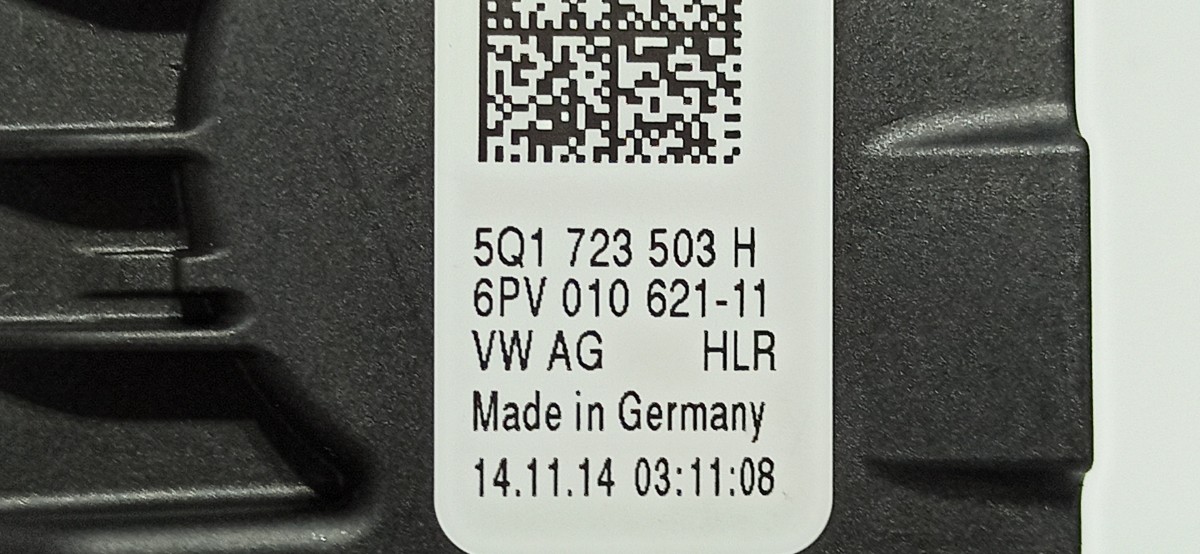 5Q1 723 503 H
6PV 010 621-11
VW AG HLR
Made in Germany
14.11.14 03:11:08